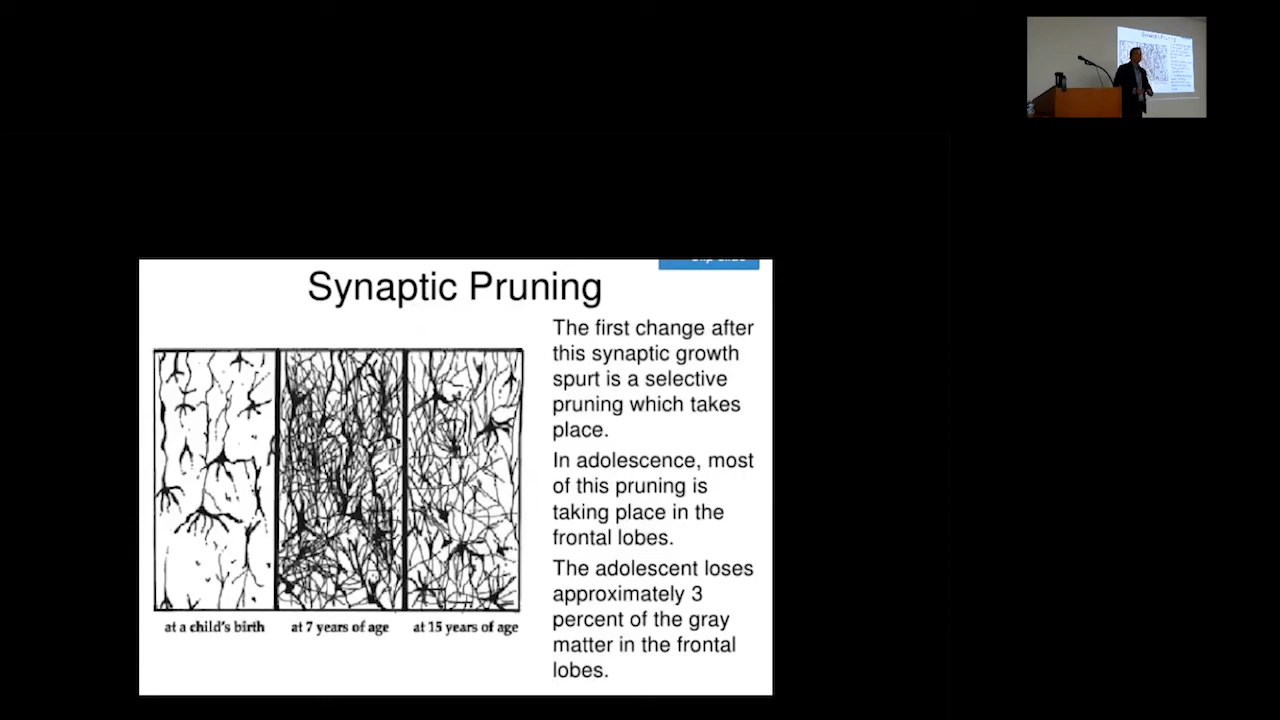 Synaptic Pruning
The first change after
this synaptic growth
spurt is a selective
pruning which takes
place.
In adolescence, most
of this pruning is
taking place in the
frontal lobes.
The adolescent loses
approximately 3
percent of the gray
matter in the frontal
lobes.
at a child's birth
at 7 years of age
at 15 years of age
Synaptic Pruning